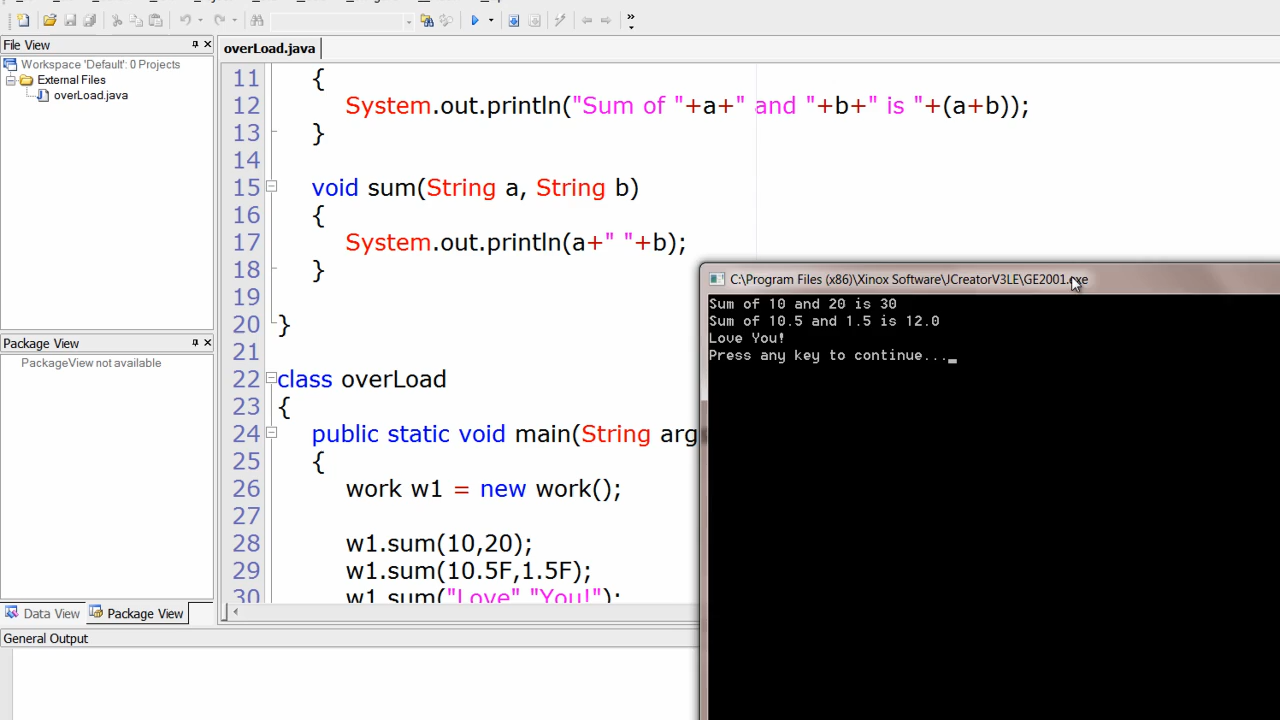 File View
Workspace 'Default': 0 Projects
External Files
overLoad.java
Package View
PackageView not available
Data View
Package View
overLoad.java
11 {
12 System.out.println("Sum of "+a+" and "+b+" is "+(a+b));
13 }
14
15 void sum(String a, String b)
16 {
17 System.out.println(a+" "+b);
18 }
19
20 }
21
22 class overLoad
23 {
24 public static void main(String arg
25 {
26 work w1 = new work();
27
28 w1.sum(10,20);
29 w1.sum(10.5F,1.5F);
30 w1.sum("Love" "You!");
General Output
C:\Program Files (x86)\Xinox Software\JCreatorV3LE\GE2001.exe
Sum of 10 and 20 is 30
Sum of 10.5 and 1.5 is 12.0
Love You!
Press any key to continue..._